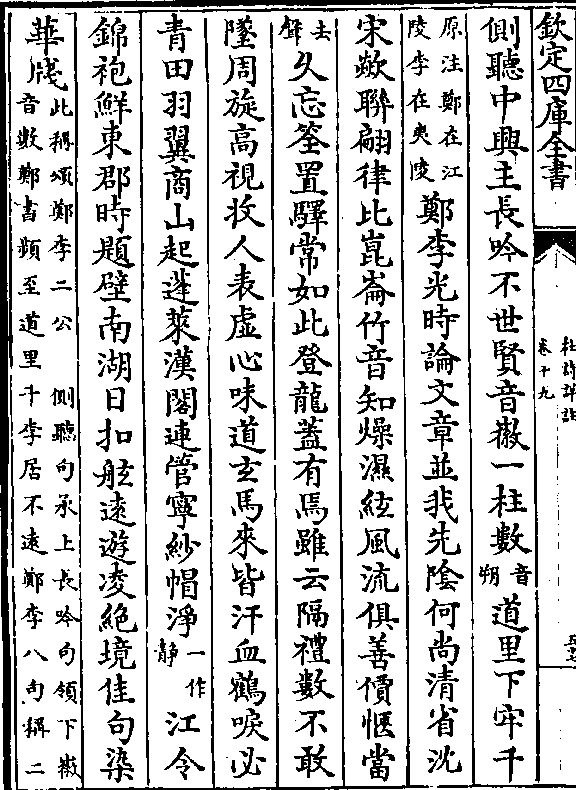 欽定四庫全書
杜詩詳註
卷十九
側聽中興主長吟不世賢音徽一柱數音朔道里下牢千
原注鄭在江陵李在夷陵鄭李光時論文章並我先陰何尚清省沈
宋歘聯翩律比崑崙竹音知燥濕絃風流俱善價愜當
去聲久忘筌置驛常如此登龍蓋有焉雖云隔禮數不敢
墜周旋高視收人表虛心味道玄馬來皆汗血鶴唳必
青田羽翼商山起蓬萊漢閣連管寧紗帽淨一作靜江令
錦袍鮮東郡時題壁南湖日扣舷遠遊凌絕境佳句染
華牋此稱頌鄭李二公 側聽句承上長吟句領下徽
音數鄭書頻至道里千李居不遠鄭李八句稱二